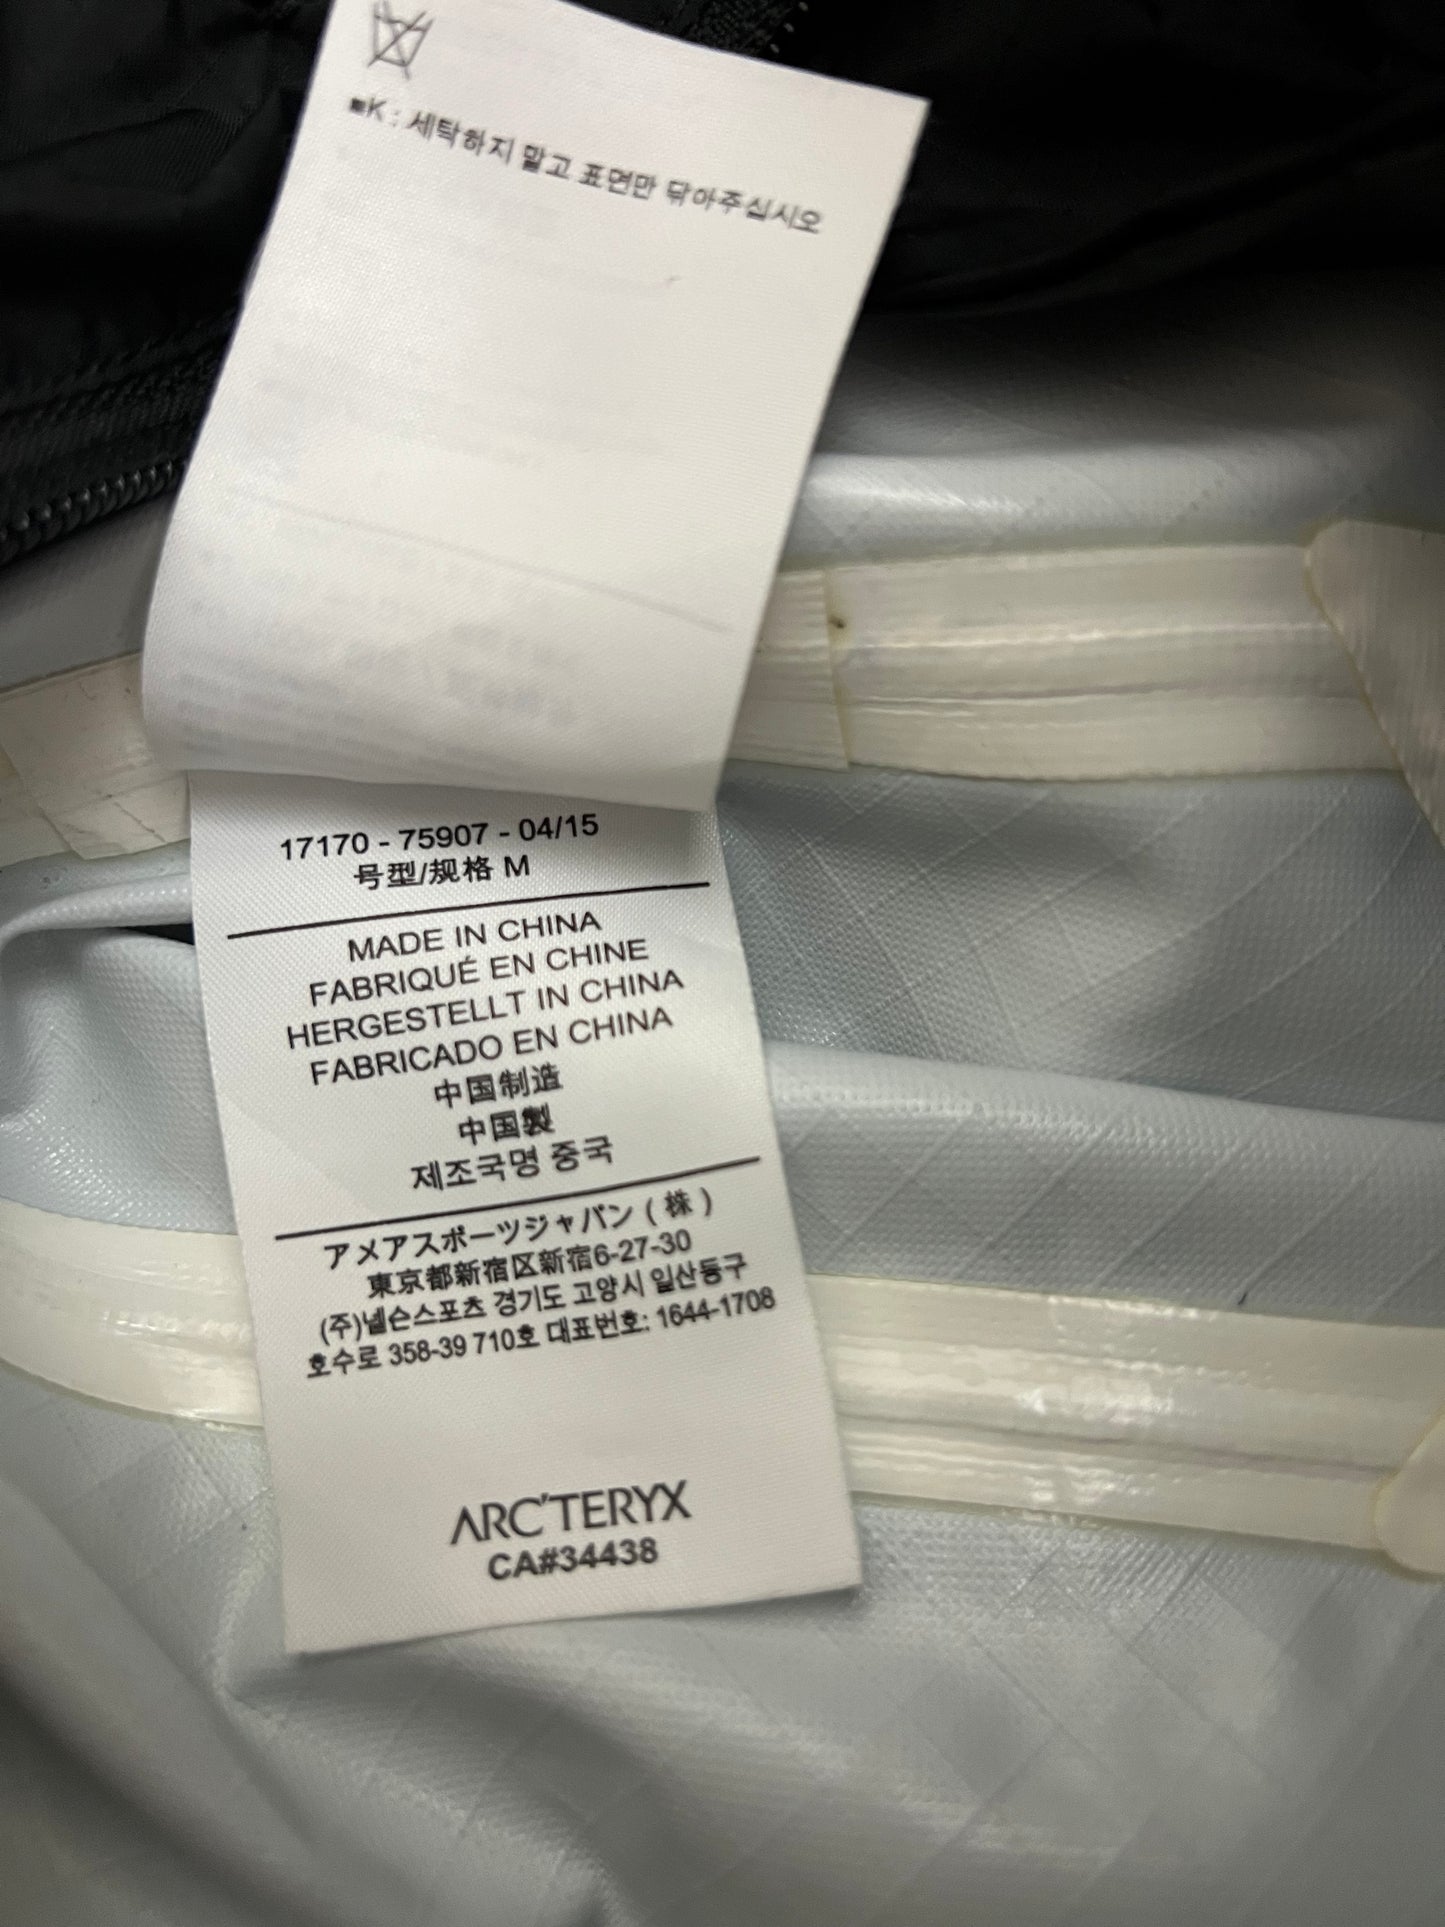 ■K : 세탁하지 말고 표면만 닦아주십시오
17170 - 75907 - 04/15
号型/规格 M
MADE IN CHINA
FABRIQUÉ EN CHINE
HERGESTELLT IN CHINA
FABRICADO EN CHINA
中国制造
中国製
제조국명 중국
アメアスポーツジャパン ( 株 )
東京都新宿区新宿6-27-30
(주)넬슨스포츠 경기도 고양시 일산동구
호수로 358-39 710호 대표번호: 1644-1708
ARC'TERYX
CA#34438